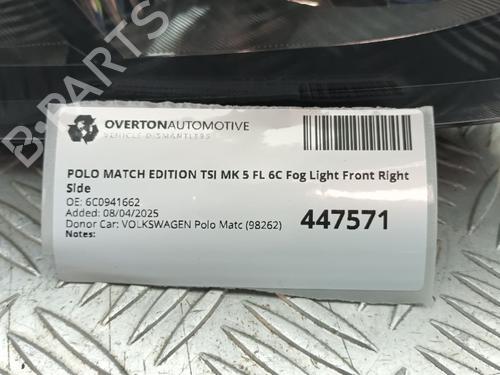 B-PARTS
OVERTONAUTOMOTIVE
VEHICLE DISMANTLERS
POLO MATCH EDITION TSI MK 5 FL 6C Fog Light Front Right
Side
OE: 6C0941662
Added: 08/04/2025
Donor Car: VOLKSWAGEN Polo Matc (98262)
Notes:
447571